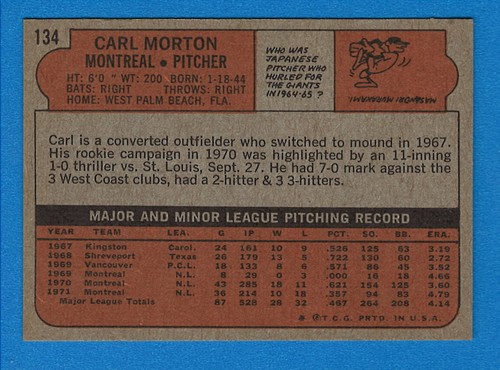 134
CARL MORTON
MONTREAL • PITCHER
HT: 6'0" WT: 200 BORN: 1-18-44
BATS: RIGHT THROWS: RIGHT
HOME: WEST PALM BEACH, FLA.
WHO WAS
JAPANESE
PITCHER WHO
HURLED FOR
THE GIANTS
IN 1964-65?
MASANORI MURAKAMI.
Carl is a converted outfielder who switched to mound in 1967.
His rookie campaign in 1970 was highlighted by an 11-inning
1-0 thriller vs. St. Louis, Sept. 27. He had 7-0 mark against the
3 West Coast clubs, had a 2-hitter & 3 3-hitters.
MAJOR AND MINOR LEAGUE PITCHING RECORD
YEAR TEAM LEA. G IP W L PCT. SO. BB. ERA.
1967 Kingston Carol. 24 161 10 9 .526 125 63 3.19
1968 Shreveport Texas 26 179 13 5 .722 130 60 2.72
1969 Vancouver P.C.L. 18 133 8 6 .571 86 45 3.52
1969 Montreal N.L. 8 29 0 3 .000 16 18 4.66
1970 Montreal N.L. 43 285 18 11 .621 154 125 3.60
1971 Montreal N.L. 36 214 10 18 .357 94 83 4.79
Major League Totals 87 528 28 32 .467 264 208 4.14
® © T.C.G. PRTD. IN U.S.A.